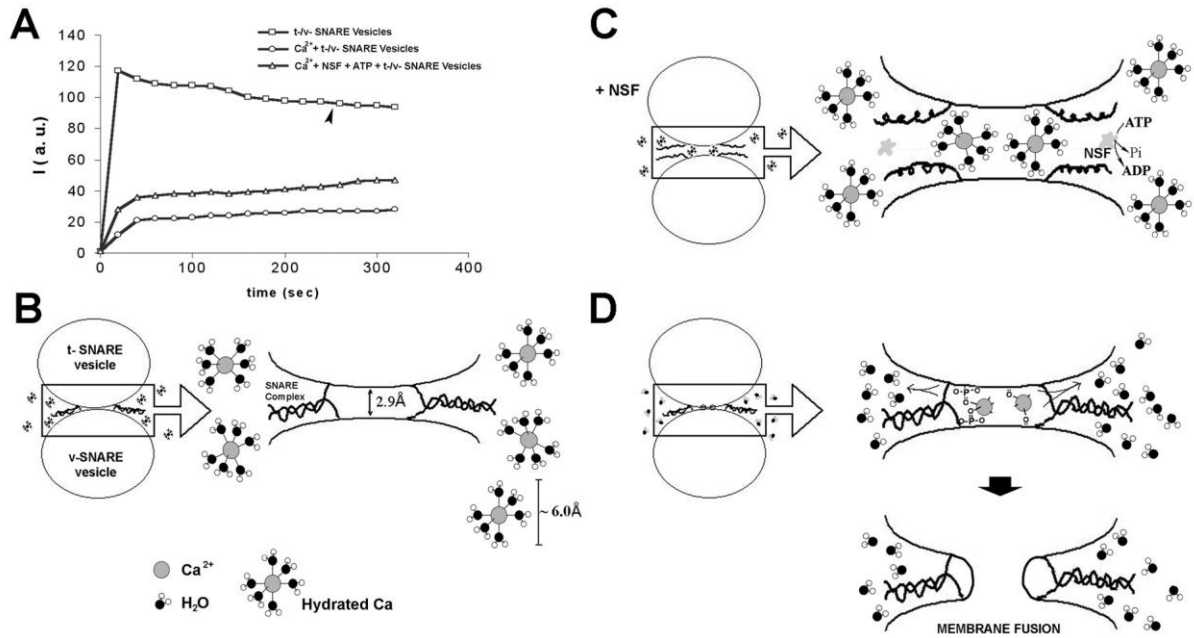 A
I ( a. u.)
140
120
100
80
60
40
20
0
0 100 200 300 400
time (sec)
t-/v- SNARE Vesicles
Ca2+ + t-/v- SNARE Vesicles
Ca2+ + NSF + ATP + t-/v- SNARE Vesicles
B
t- SNARE
vesicle
v-SNARE
vesicle
SNARE
Complex
2.9Å
~ 6.0Å
Ca2+
H2O
Hydrated Ca
C
+ NSF
ATP
NSF
Pi
ADP
D
O-P-O
O
O-P-O
O
O
O
MEMBRANE FUSION